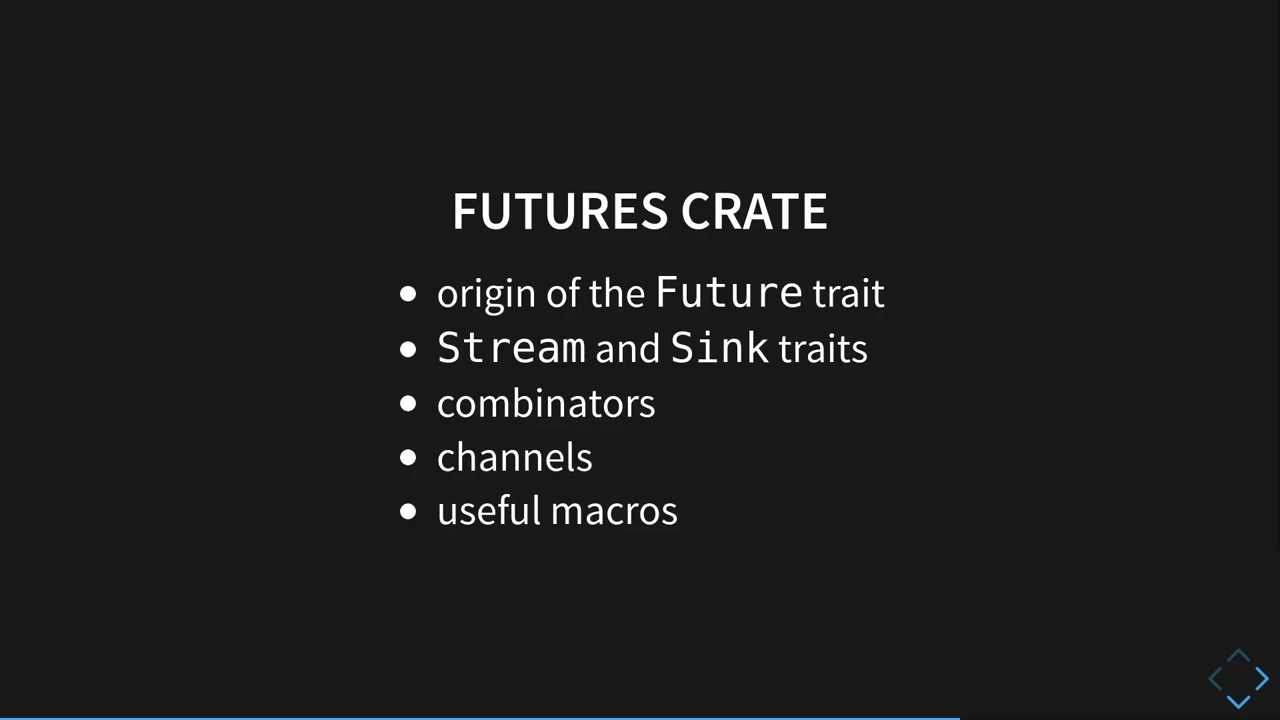 FUTURES CRATE
origin of the Future trait
Stream and Sink traits
combinators
channels
useful macros